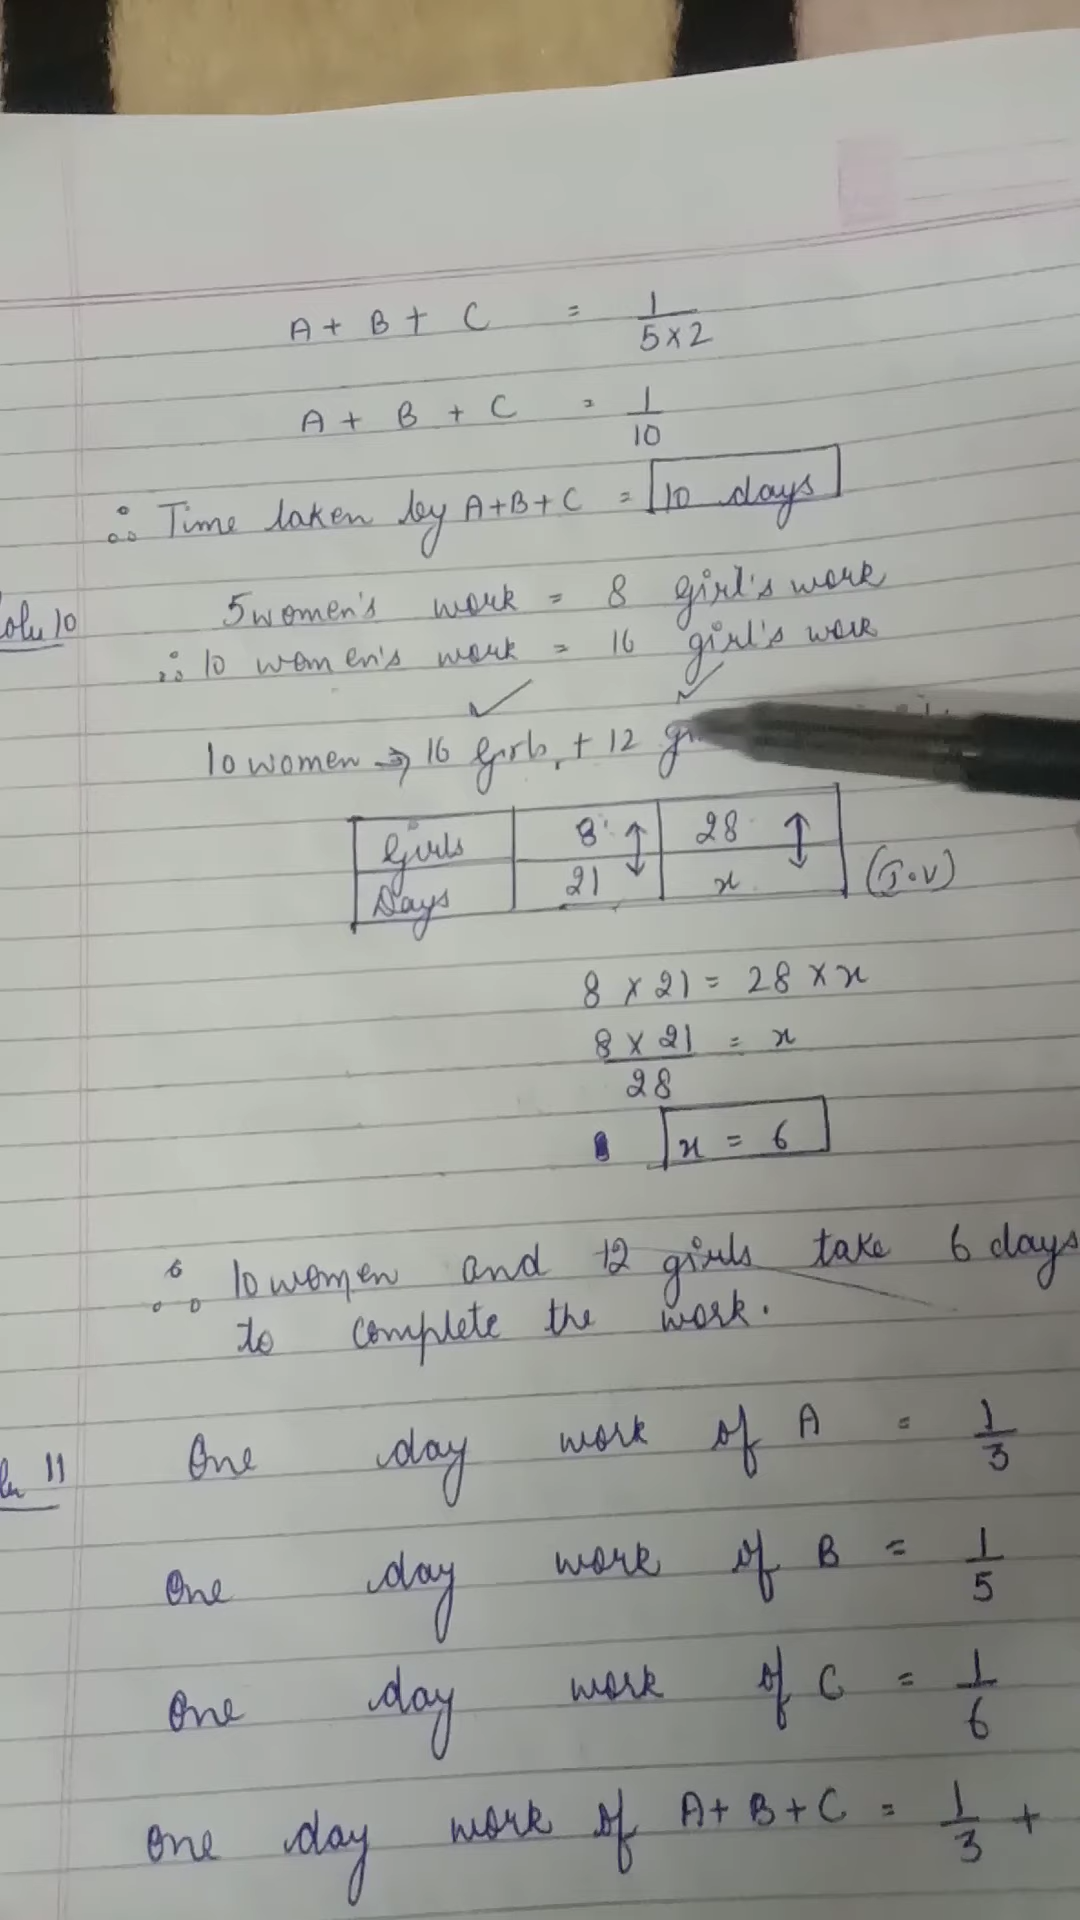 A + B + C = 1/5×2
A + B + C = 1/10
∴ Time taken by A+B+C = 10 days
Solu 10 5 women's work = 8 girl's work
∴ 10 women's work = 16 girl's work
10 women ⇒ 16 girls + 12
Girls 8 ↕ 28 ↕
Days 21 x (I.V)
8 × 21 = 28 × x
8 × 21/28 = x
x = 6
∴ 10 women and 12 girls take 6 days
to complete the work.
11 One day work of A = 1/3
One day work of B = 1/5
One day work of C = 1/6
One day work of A+B+C = 1/3 +